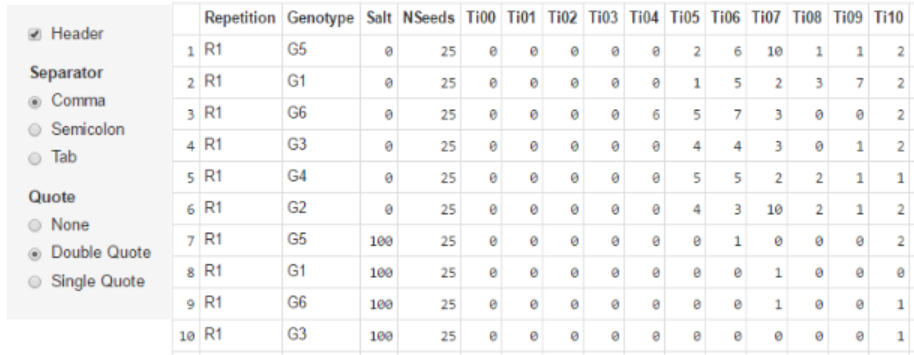 Header
Separator
Comma
Semicolon
Tab
Quote
None
Double Quote
Single Quote
Repetition Genotype Salt NSeeds Ti00 Ti01 Ti02 Ti03 Ti04 Ti05 Ti06 Ti07 Ti08 Ti09 Ti10
1 R1 G5 0 25 0 0 0 0 0 2 6 10 1 1 2
2 R1 G1 0 25 0 0 0 0 0 1 5 2 3 7 2
3 R1 G6 0 25 0 0 0 0 6 5 7 3 0 0 2
4 R1 G3 0 25 0 0 0 0 0 4 4 3 0 1 2
5 R1 G4 0 25 0 0 0 0 0 5 5 2 2 1 1
6 R1 G2 0 25 0 0 0 0 0 4 3 10 2 1 2
7 R1 G5 100 25 0 0 0 0 0 0 1 0 0 0 2
8 R1 G1 100 25 0 0 0 0 0 0 0 1 0 0 0
9 R1 G6 100 25 0 0 0 0 0 0 0 1 0 0 1
10 R1 G3 100 25 0 0 0 0 0 0 0 0 0 0 1